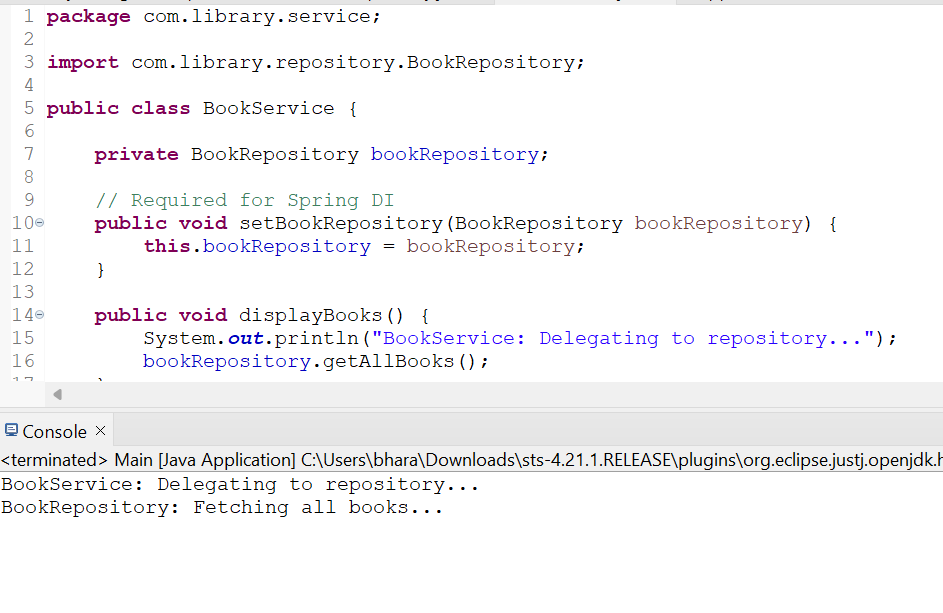 1 package com.library.service;
2
3 import com.library.repository.BookRepository;
4
5 public class BookService {
6
7     private BookRepository bookRepository;
8
9     // Required for Spring DI
10     public void setBookRepository(BookRepository bookRepository) {
11         this.bookRepository = bookRepository;
12     }
13
14     public void displayBooks() {
15         System.out.println("BookService: Delegating to repository...");
16         bookRepository.getAllBooks();
Console ×
<terminated> Main [Java Application] C:\Users\bhara\Downloads\sts-4.21.1.RELEASE\plugins\org.eclipse.justj.openjdk.h
BookService: Delegating to repository...
BookRepository: Fetching all books...